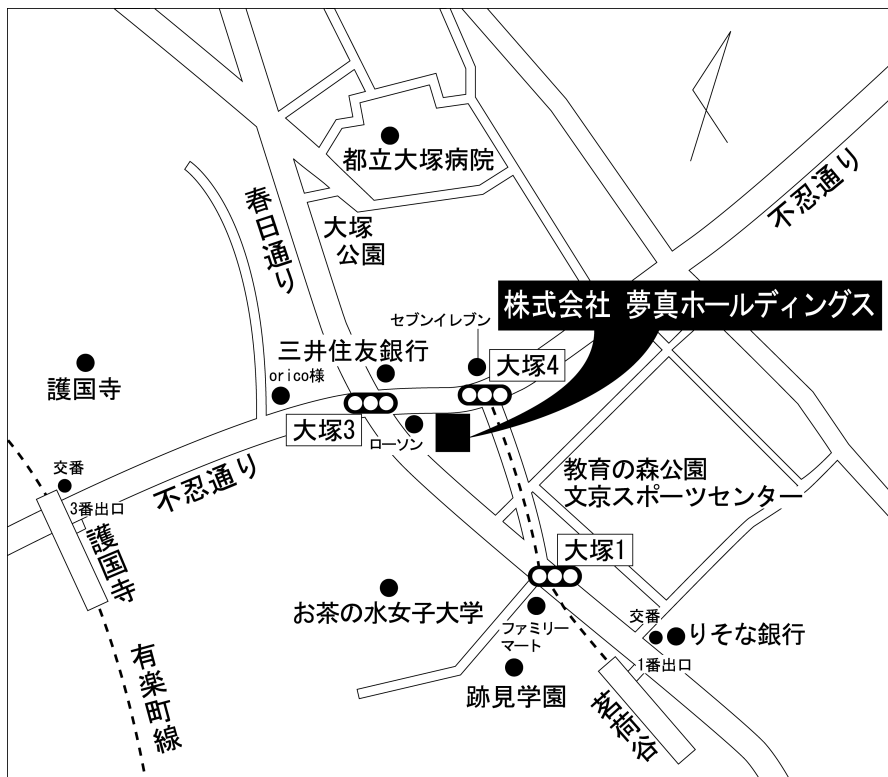 都立大塚病院
不忍通り
春日通り
大塚
公園
株式会社 夢真ホールディングス
セブンイレブン
三井住友銀行
大塚4
orico様
護国寺
大塚3
ローソン
教育の森公園
文京スポーツセンター
交番
不忍通り
3番出口
護国寺
大塚1
お茶の水女子大学
ファミリー
マート
交番
りそな銀行
1番出口
有楽町線
跡見学園
茗荷谷